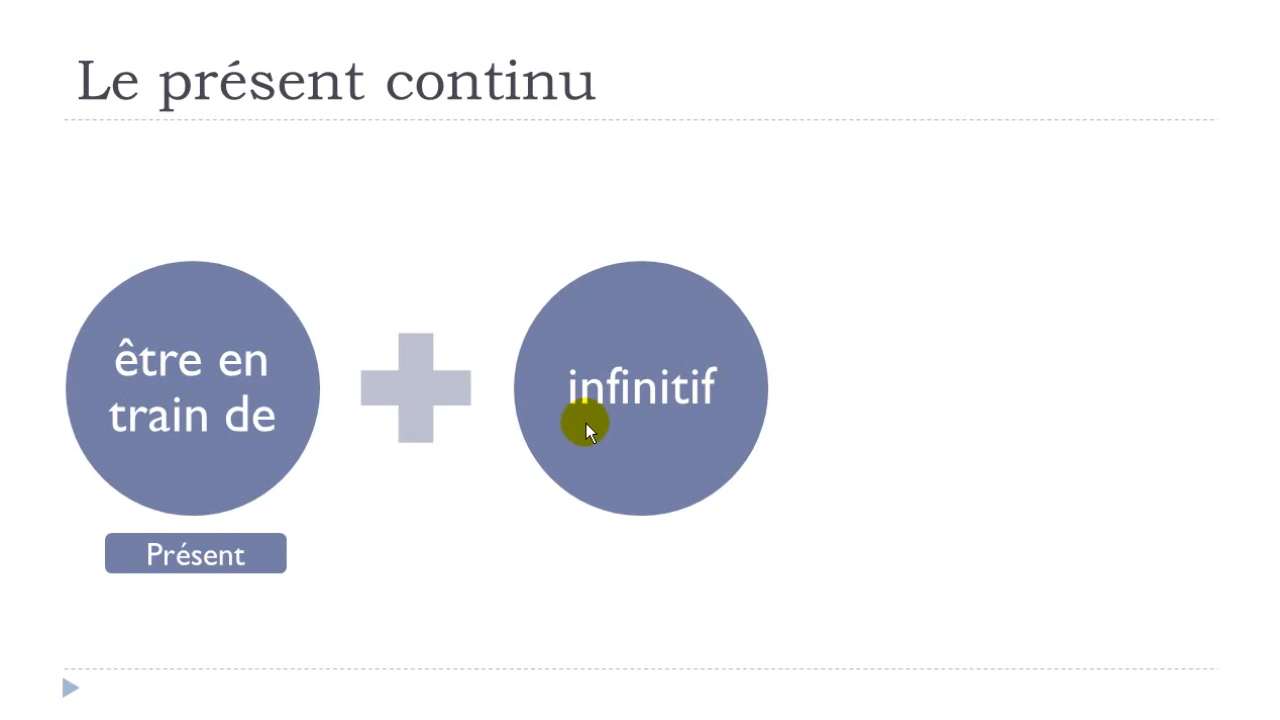 Le présent continu
être en
train de
infinitif
Présent